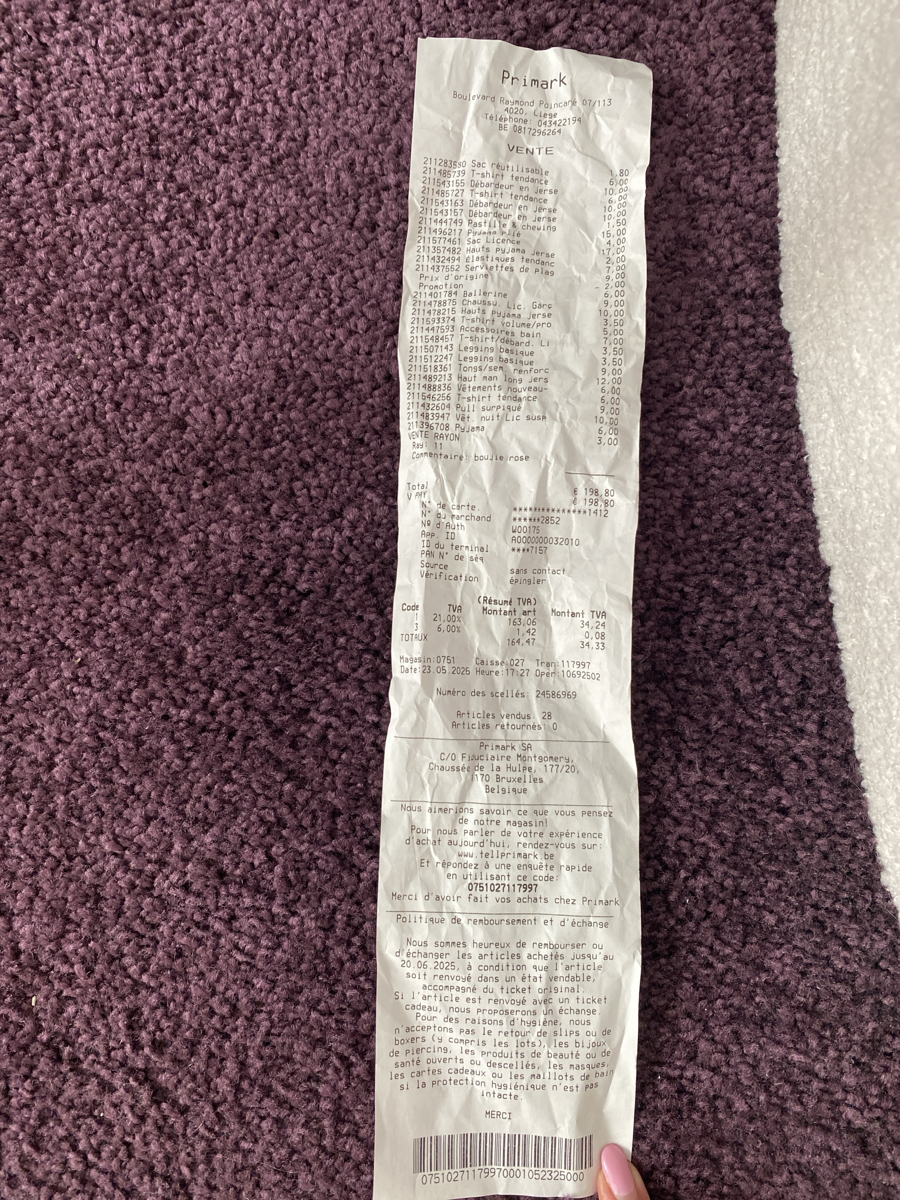 Primark
Boulevard Raymond Poincaré 07/113
4020, Liege
Téléphone: 043422194
BE 0817296264
VENTE
211283580 Sac réutilisable 1,80
211485739 T-shirt tendance 6,00
211543155 Débardeur en jerse 10,00
211485727 T-shirt tendance 6,00
211543163 Débardeur en jerse 10,00
211543157 Débardeur en jerse 10,00
211444749 Pastille & chewing 1,50
211496217 Pyjama plié 15,00
211577461 Sac Licence 4,00
211357482 Hauts pyjama jerse 17,00
211432494 Élastiques tendanc 2,00
211437552 Serviettes de plag 7,00
Prix d'origine 9,00
Promotion - 2,00
211401784 Ballerine 6,00
211478875 Chaussu. Lic. Garc 9,00
211478215 Hauts pyjama jerse 10,00
211593374 T-shirt volume/pro 3,50
211447593 Accessoires bain 5,00
211548457 T-shirt/débard. Li 7,00
211507143 Legging basique 3,50
211512247 Legging basique 3,50
211518361 Tongs/sem. renforc 9,00
211489213 Haut man long jers 12,00
211488836 Vêtements nouveau- 6,00
211546256 T-shirt tendance 6,00
211432604 Pull surpiqué 9,00
211483947 Vêt. nuit Lic susp 10,00
211396708 Pyjama 6,00
VENTE RAYON 3,00
Ray: 11
Commentaire: boujie rose
Total € 198,80
V PAY € 198,80
N° de carte. ***************1412
N° du marchand ******2852
Nº d'Auth W00175
App. ID A0000000032010
ID du terminal ****7157
PAN N° de séq
Source sans contact
Vérification épingler
(Résumé TVA)
Code TVA Montant art Montant TVA
1 21,00% 163,06 34,24
3 6,00% 1,42 0,08
TOTAUX 164,47 34,33
Magasin:0751 Caisse:027 Tran:117997
Date:23.05.2025 Heure:17:27 Oper:10692502
Numéro des scellés: 24586969
Articles vendus: 28
Articles retournés: 0
Primark SA
C/O Fiduciaire Montgomery,
Chaussée de la Hulpe, 177/20,
1170 Bruxelles
Belgique
Nous aimerions savoir ce que vous pensez
de notre magasin!
Pour nous parler de votre expérience
d'achat aujourd'hui, rendez-vous sur:
www.tellprimark.be
Et répondez à une enquête rapide
en utilisant ce code:
0751027117997
Merci d'avoir fait vos achats chez Primark
Politique de remboursement et d'échange
Nous sommes heureux de rembourser ou
d'échanger les articles achetés jusqu'au
20.06.2025, à condition que l'article
soit renvoyé dans un état vendable,
accompagné du ticket original.
Si l'article est renvoyé avec un ticket
cadeau, nous proposerons un échange.
Pour des raisons d'hygiène, nous
n'acceptons pas le retour de slips ou de
boxers (y compris les lots), les bijoux
de piercing, les produits de beauté ou de
santé ouverts ou descellés, les masques,
les cartes cadeaux ou les maillots de bain
si la protection hygiénique n'est pas
intacte.
MERCI
07510271179970001052325000